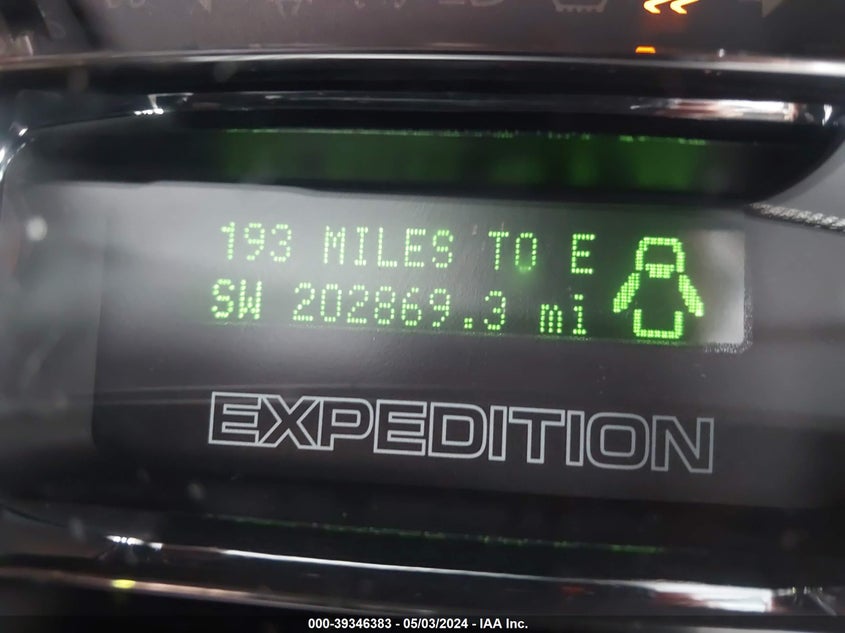 193 MILES TO E
SW 202869.3 mi
EXPEDITION
000-39346383 - 05/03/2024 - IAA Inc.